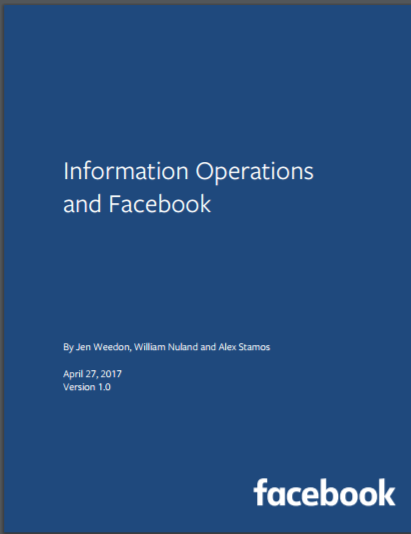 Information Operations
and Facebook
By Jen Weedon, William Nuland and Alex Stamos
April 27, 2017
Version 1.0
facebook